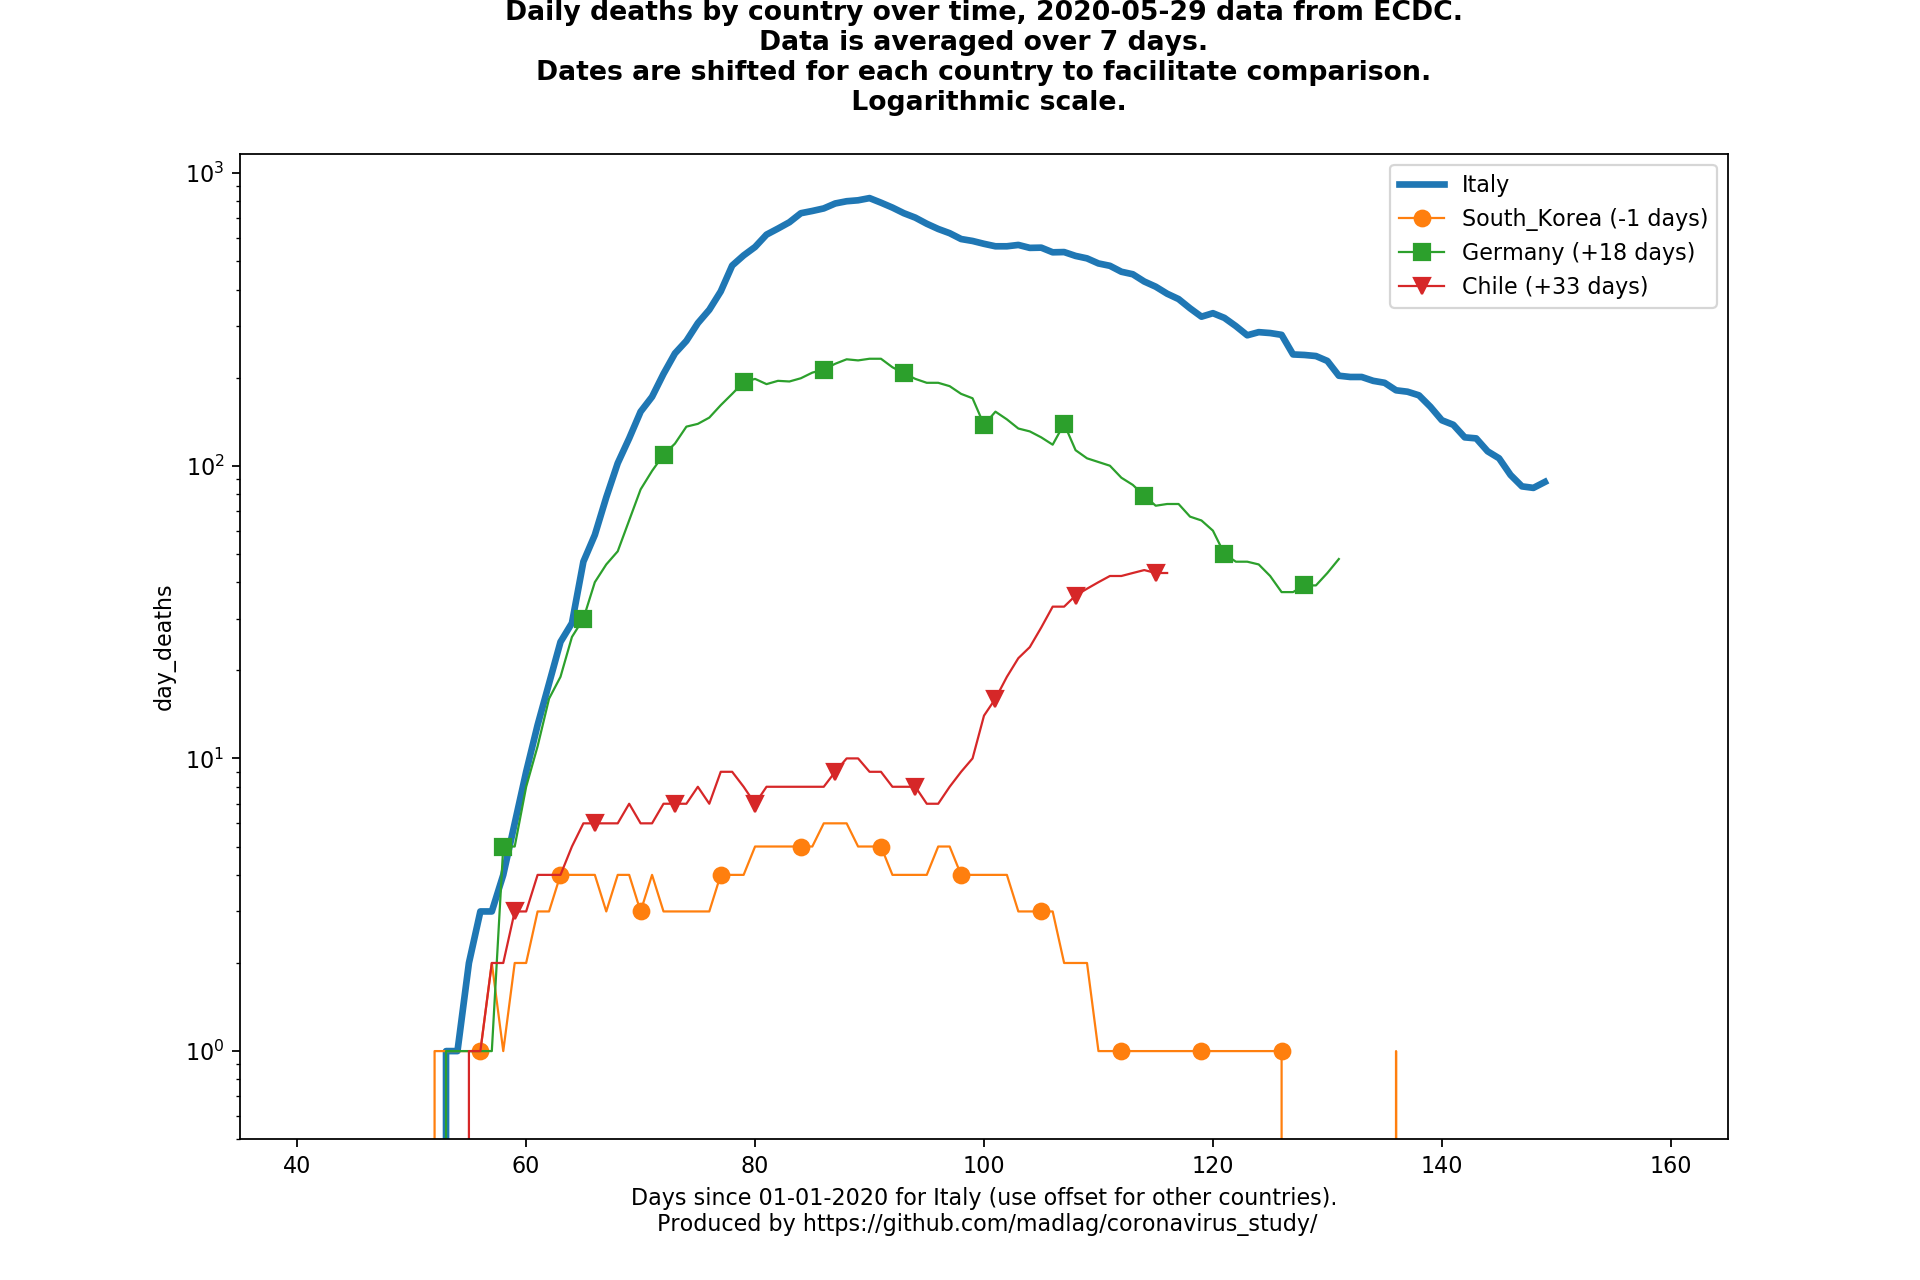 Daily deaths by country over time, 2020-05-29 data from ECDC.
Data is averaged over 7 days.
Dates are shifted for each country to facilitate comparison.
Logarithmic scale.
10³
10²
10¹
10⁰
day_deaths
Italy
South_Korea (-1 days)
Germany (+18 days)
Chile (+33 days)
40 60 80 100 120 140 160
Days since 01-01-2020 for Italy (use offset for other countries).
Produced by https://github.com/madlag/coronavirus_study/